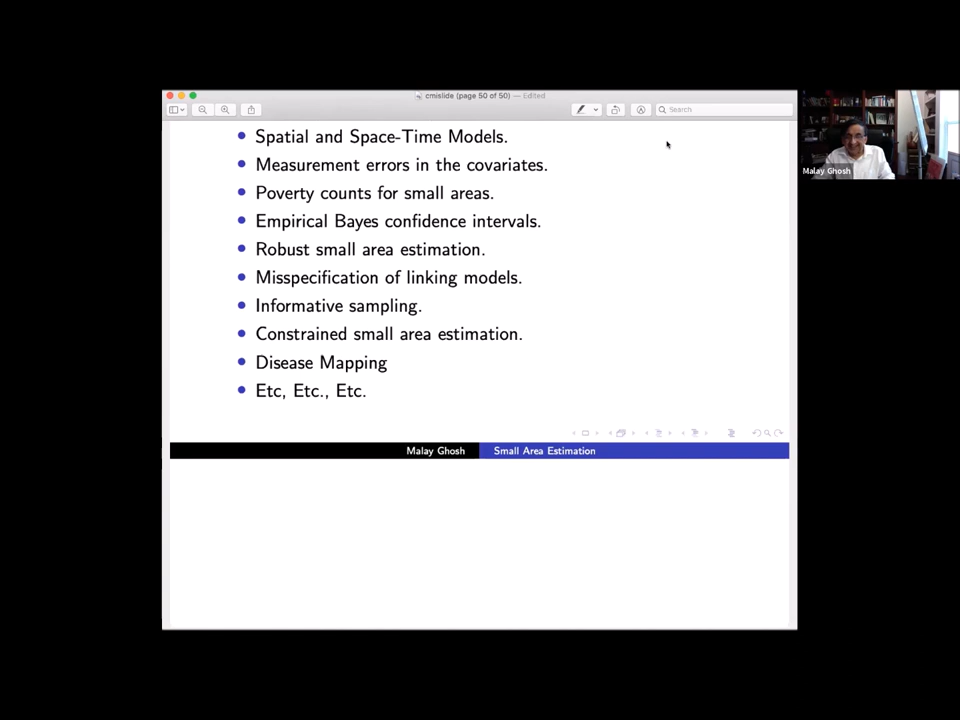 cmislide (page 50 of 50) — Edited
Search
• Spatial and Space-Time Models.
• Measurement errors in the covariates.
• Poverty counts for small areas.
• Empirical Bayes confidence intervals.
• Robust small area estimation.
• Misspecification of linking models.
• Informative sampling.
• Constrained small area estimation.
• Disease Mapping
• Etc, Etc., Etc.
Malay Ghosh Small Area Estimation
Malay Ghosh